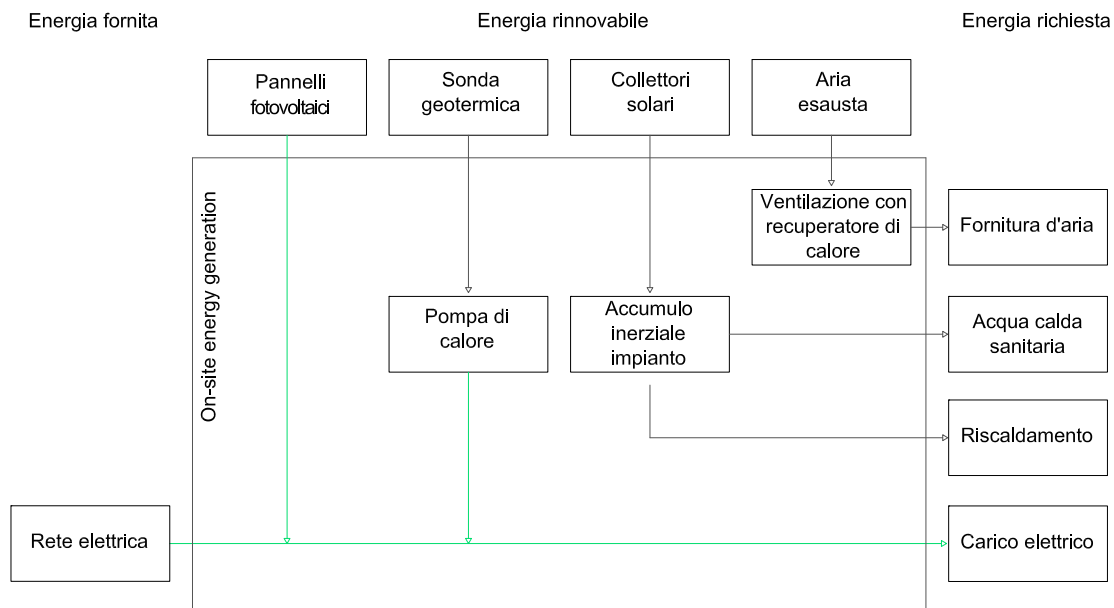 Energia fornita
Energia rinnovabile
Energia richiesta
Pannelli
fotovoltaici
Sonda
geotermica
Collettori
solari
Aria
esausta
On-site energy generation
Ventilazione con
recuperatore di
calore
Fornitura d'aria
Pompa di
calore
Accumulo
inerziale
impianto
Acqua calda
sanitaria
Riscaldamento
Rete elettrica
Carico elettrico